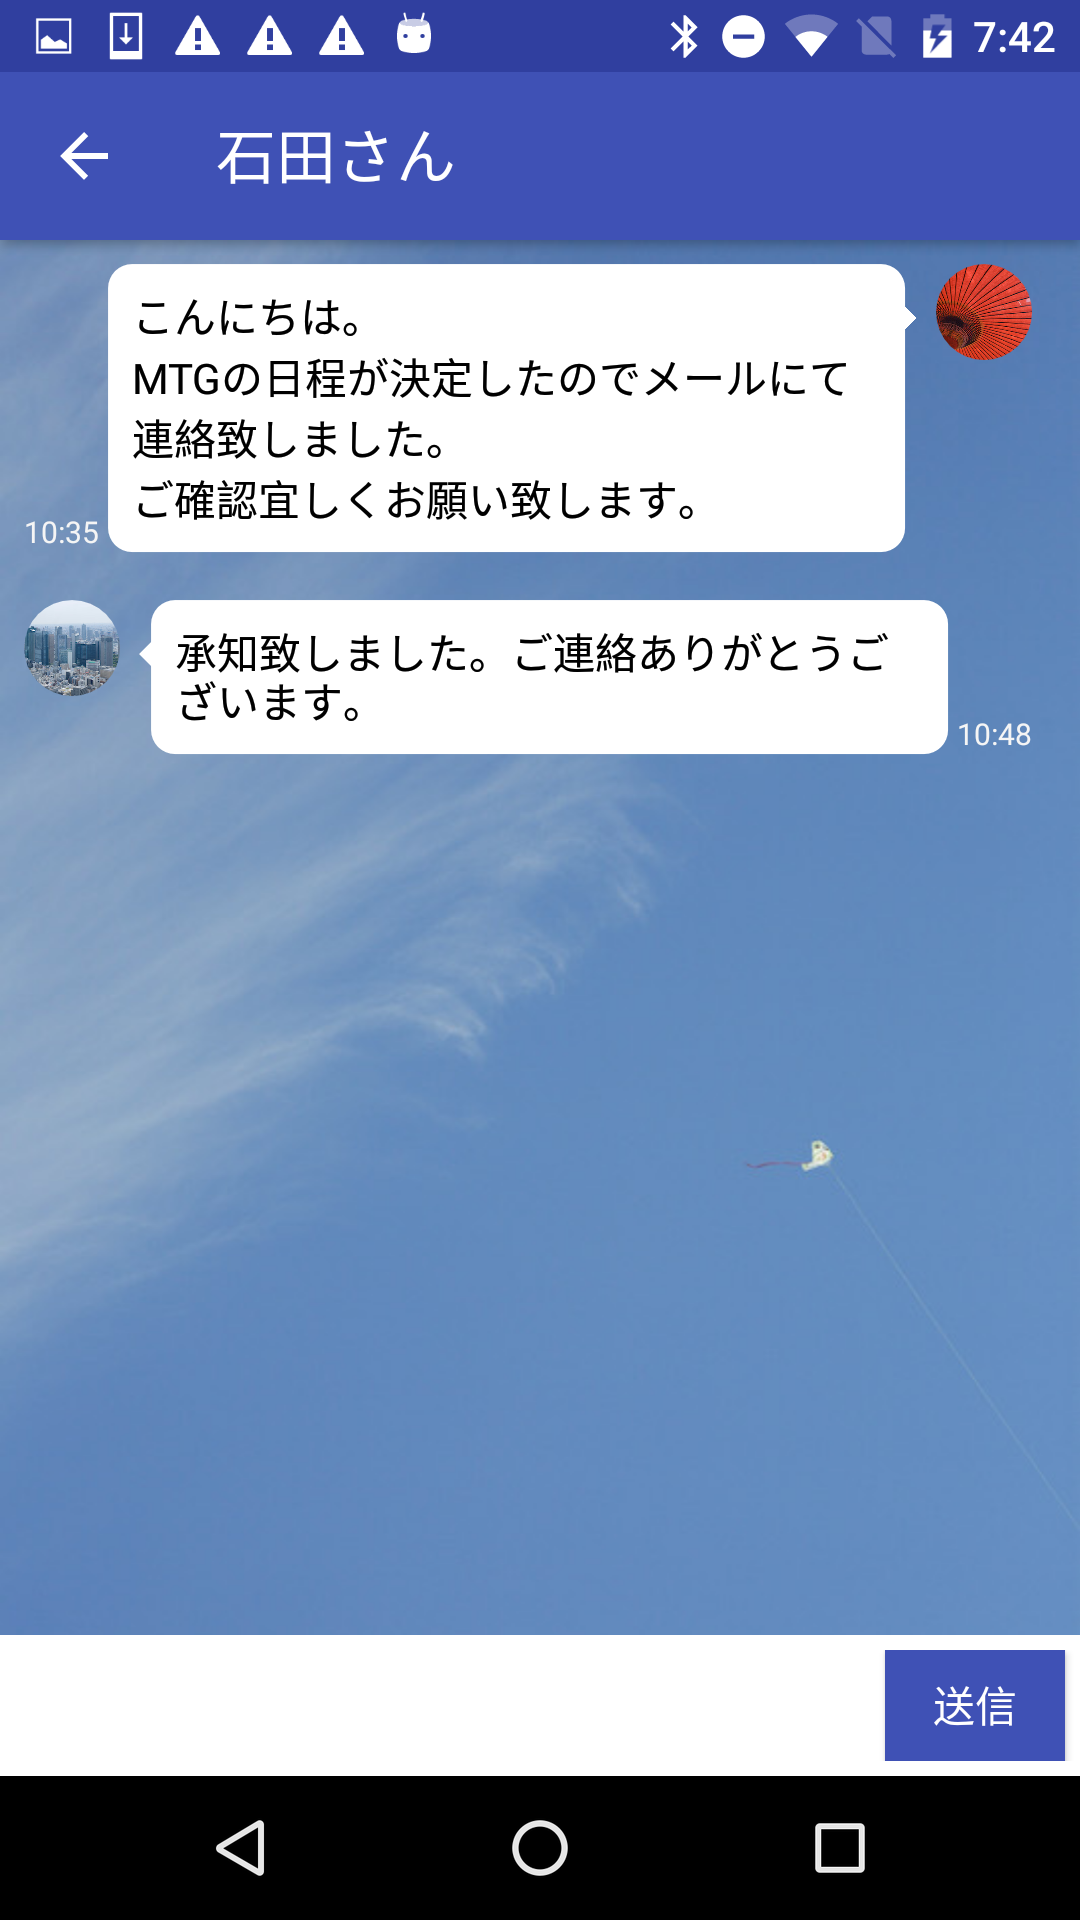 7:42
石田さん
こんにちは。
MTGの日程が決定したのでメールにて
連絡致しました。
ご確認宜しくお願い致します。
10:35
承知致しました。ご連絡ありがとうご
ざいます。
10:48
送信